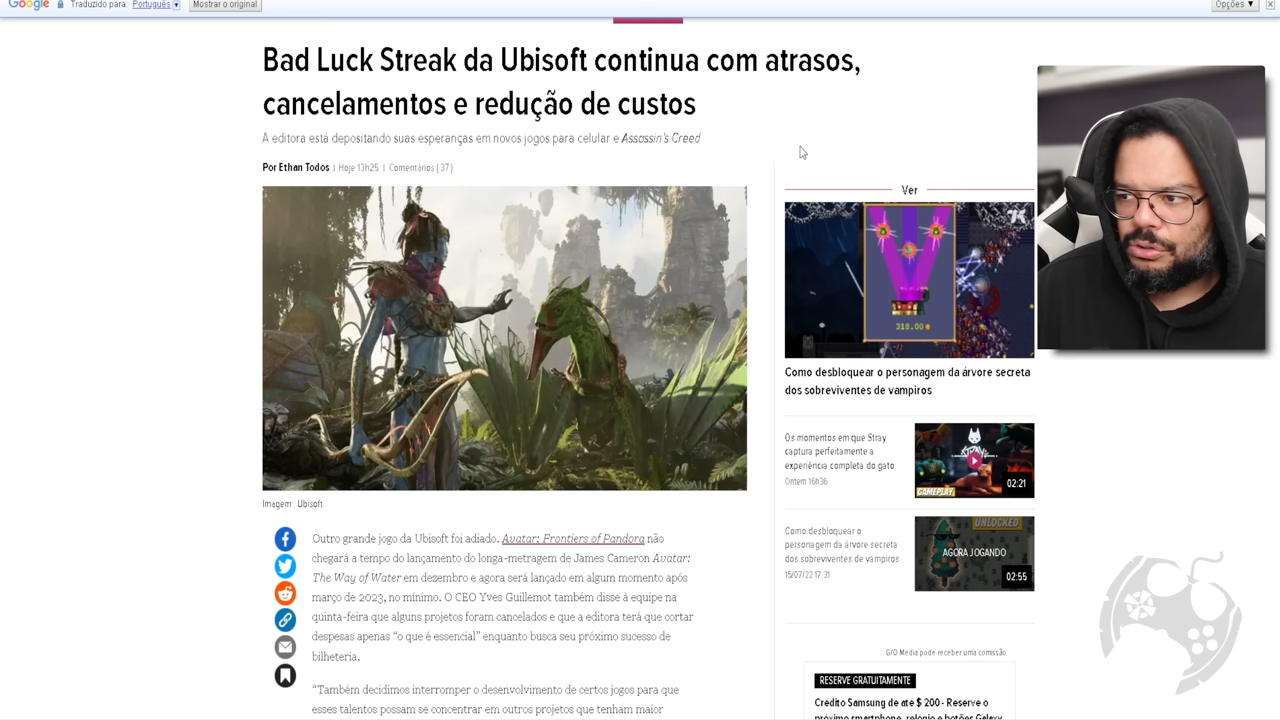 Google Traduzido para: Português Mostrar o original Opções
Bad Luck Streak da Ubisoft continua com atrasos,
cancelamentos e redução de custos
A editora está depositando suas esperanças em novos jogos para celular e Assassin's Creed
Por Ethan Todos | Hoje 13h25 | Comentários ( 37 )
Imagem : Ubisoft
Outro grande jogo da Ubisoft foi adiado. Avatar: Frontiers of Pandora não
chegará a tempo do lançamento do longa-metragem de James Cameron Avatar:
The Way of Water em dezembro e agora será lançado em algum momento após
março de 2023, no mínimo. O CEO Yves Guillemot também disse à equipe na
quinta-feira que alguns projetos foram cancelados e que a editora terá que cortar
despesas apenas “o que é essencial” enquanto busca seu próximo sucesso de
bilheteria.
“Também decidimos interromper o desenvolvimento de certos jogos para que
esses talentos possam se concentrar em outros projetos que tenham maior
Ver
318.00
Como desbloquear o personagem da árvore secreta
dos sobreviventes de vampiros
Os momentos em que Stray
captura perfeitamente a
experiência completa do gato
Ontem 16h36
STRAY
GAMEPLAY
02:21
Como desbloquear o
personagem da árvore secreta
dos sobreviventes de vampiros
15/07/22 17:31
UNLOCKED
AGORA JOGANDO
02:55
G/O Media pode receber uma comissão
RESERVE GRATUITAMENTE
Crédito Samsung de até $ 200 - Reserve o
próximo smartphone, relógio e botões Galaxy